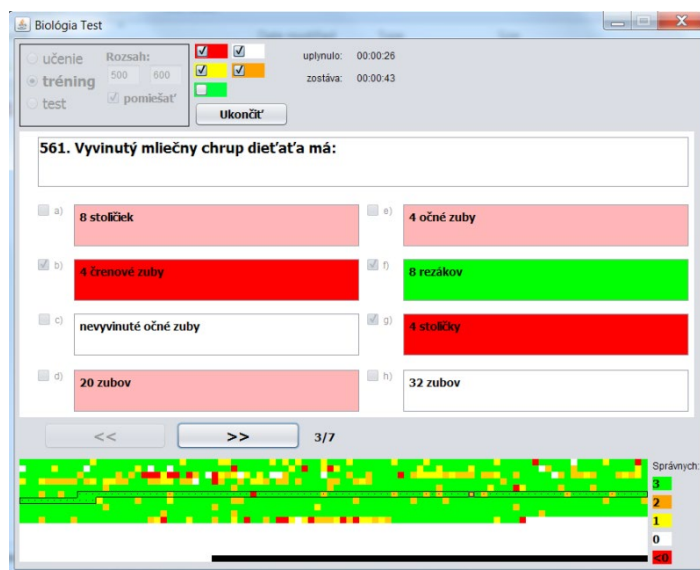 Biológia Test
učenie
tréning
test
Rozsah:
500 600
pomiešať
uplynulo: 00:00:26
zostáva: 00:00:43
Ukončiť
561. Vyvinutý mliečny chrup dieťaťa má:
a) 8 stoličiek
e) 4 očné zuby
b) 4 črenové zuby
f) 8 rezákov
c) nevyvinuté očné zuby
g) 4 stoličky
d) 20 zubov
h) 32 zubov
<< >> 3/7
Správnych:
3
2
1
0
<0